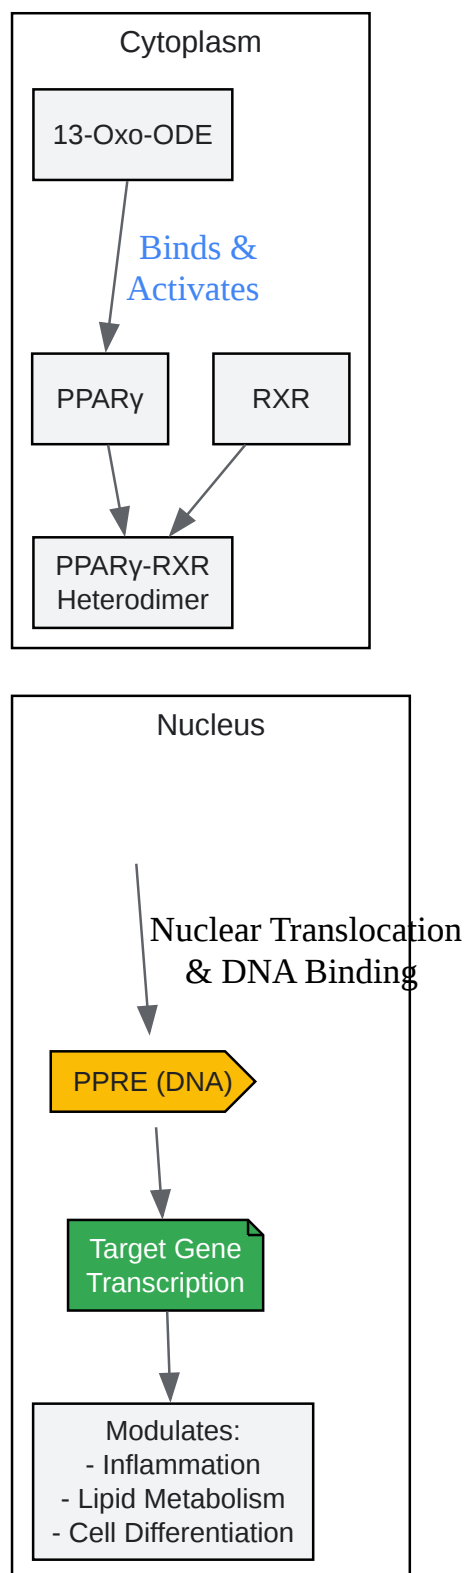 Cytoplasm
13-Oxo-ODE
Binds &
Activates
PPARγ
RXR
PPARγ-RXR
Heterodimer
Nucleus
Nuclear Translocation
& DNA Binding
PPRE (DNA)
Target Gene
Transcription
Modulates:
- Inflammation
- Lipid Metabolism
- Cell Differentiation